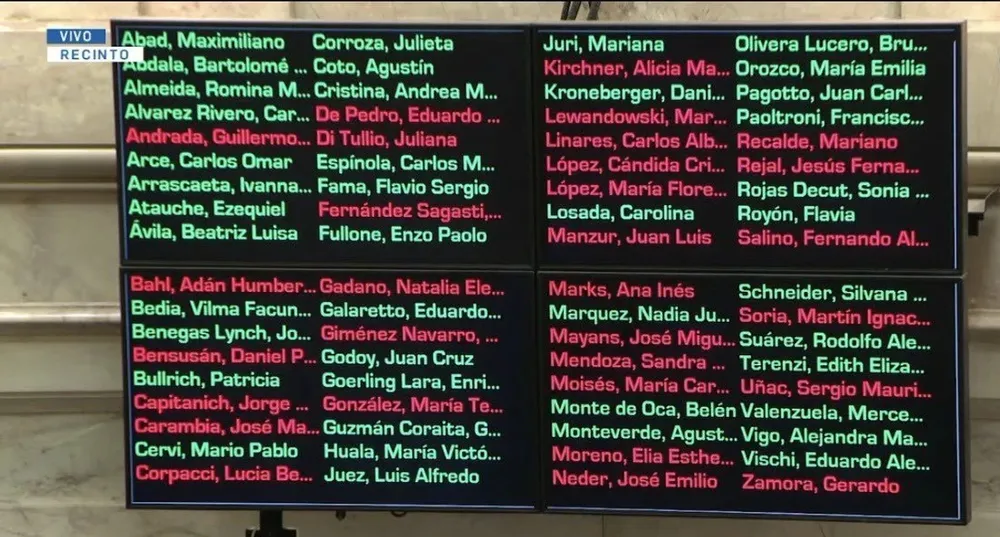 VIVO
RECINTO
Abad, Maximiliano
Abdala, Bartolomé ...
Almeida, Romina M...
Alvarez Rivero, Car...
Andrada, Guillermo...
Arce, Carlos Omar
Arrascaeta, Ivanna...
Atauche, Ezequiel
Ávila, Beatriz Luisa
Corroza, Julieta
Coto, Agustín
Cristina, Andrea M...
De Pedro, Eduardo ...
Di Tullio, Juliana
Espínola, Carlos M...
Fama, Flavio Sergio
Fernández Sagasti,...
Fullone, Enzo Paolo
Juri, Mariana
Kirchner, Alicia Ma...
Kroneberger, Dani...
Lewandowski, Mar...
Linares, Carlos Alb...
López, Cándida Cri...
López, María Flore...
Losada, Carolina
Manzur, Juan Luis
Olivera Lucero, Bru...
Orozco, María Emilia
Pagotto, Juan Carl...
Paoltroni, Francisc...
Recalde, Mariano
Rejal, Jesús Ferna...
Rojas Decut, Sonia ...
Royón, Flavia
Salino, Fernando Al...
Bahl, Adán Humber...
Bedia, Vilma Facun...
Benegas Lynch, Jo...
Bensusán, Daniel P...
Bullrich, Patricia
Capitanich, Jorge ...
Carambia, José Ma...
Cervi, Mario Pablo
Corpacci, Lucia Be...
Gadano, Natalia Ele...
Galaretto, Eduardo...
Giménez Navarro, ...
Godoy, Juan Cruz
Goerling Lara, Enri...
González, María Te...
Guzmán Coraita, G...
Huala, María Victó...
Juez, Luis Alfredo
Marks, Ana Inés
Marquez, Nadia Ju...
Mayans, José Migu...
Mendoza, Sandra ...
Moisés, María Car...
Monte de Oca, Belén
Monteverde, Agust...
Moreno, Elia Esthe...
Neder, José Emilio
Schneider, Silvana ...
Soria, Martín Ignac...
Suárez, Rodolfo Ale...
Terenzi, Edith Eliza...
Uñac, Sergio Mauri...
Valenzuela, Merce...
Vigo, Alejandra Ma...
Vischi, Eduardo Ale...
Zamora, Gerardo